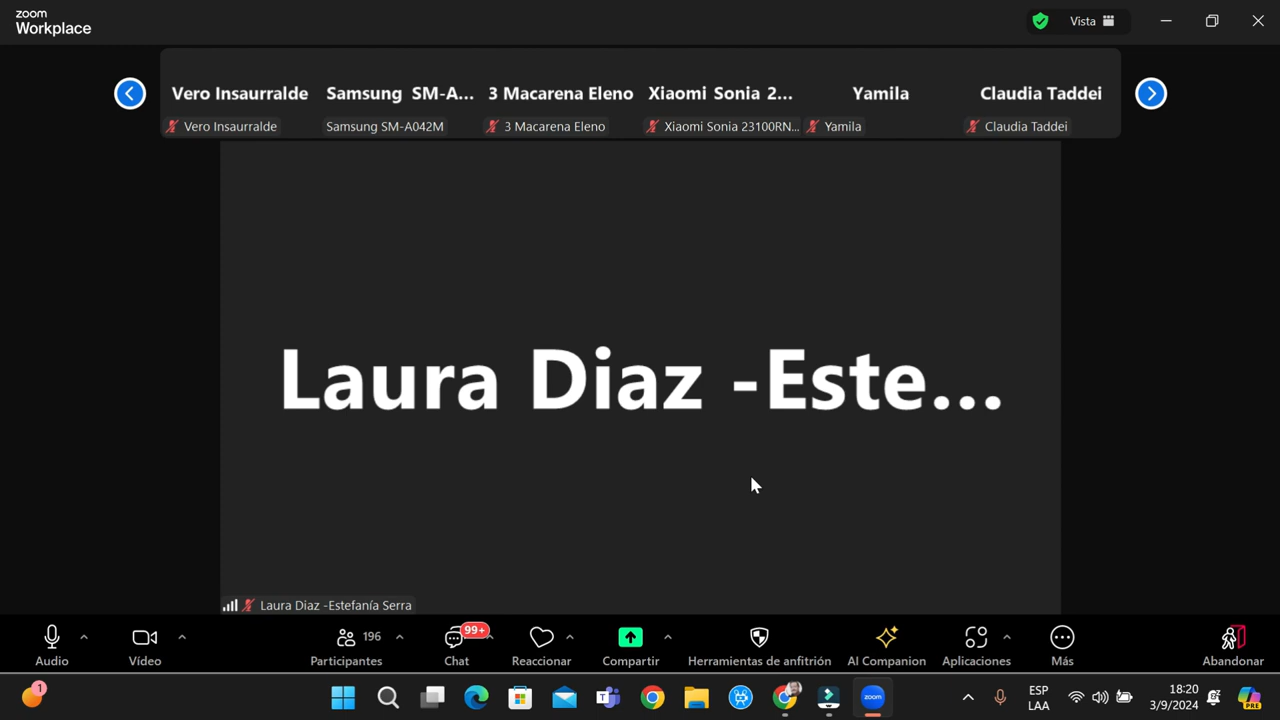 zoom
Workplace
Vista
Vero Insaurralde
Samsung SM-A...
3 Macarena Eleno
Xiaomi Sonia 2...
Yamila
Claudia Taddei
Vero Insaurralde
Samsung SM-A042M
3 Macarena Eleno
Xiaomi Sonia 23100RN...
Yamila
Claudia Taddei
Laura Diaz -Este...
Laura Diaz -Estefanía Serra
Audio
Vídeo
196
Participantes
99+
Chat
Reaccionar
Compartir
Herramientas de anfitrión
AI Companion
Aplicaciones
Más
Abandonar
1
zoom
ESP
LAA
18:20
3/9/2024
PRE